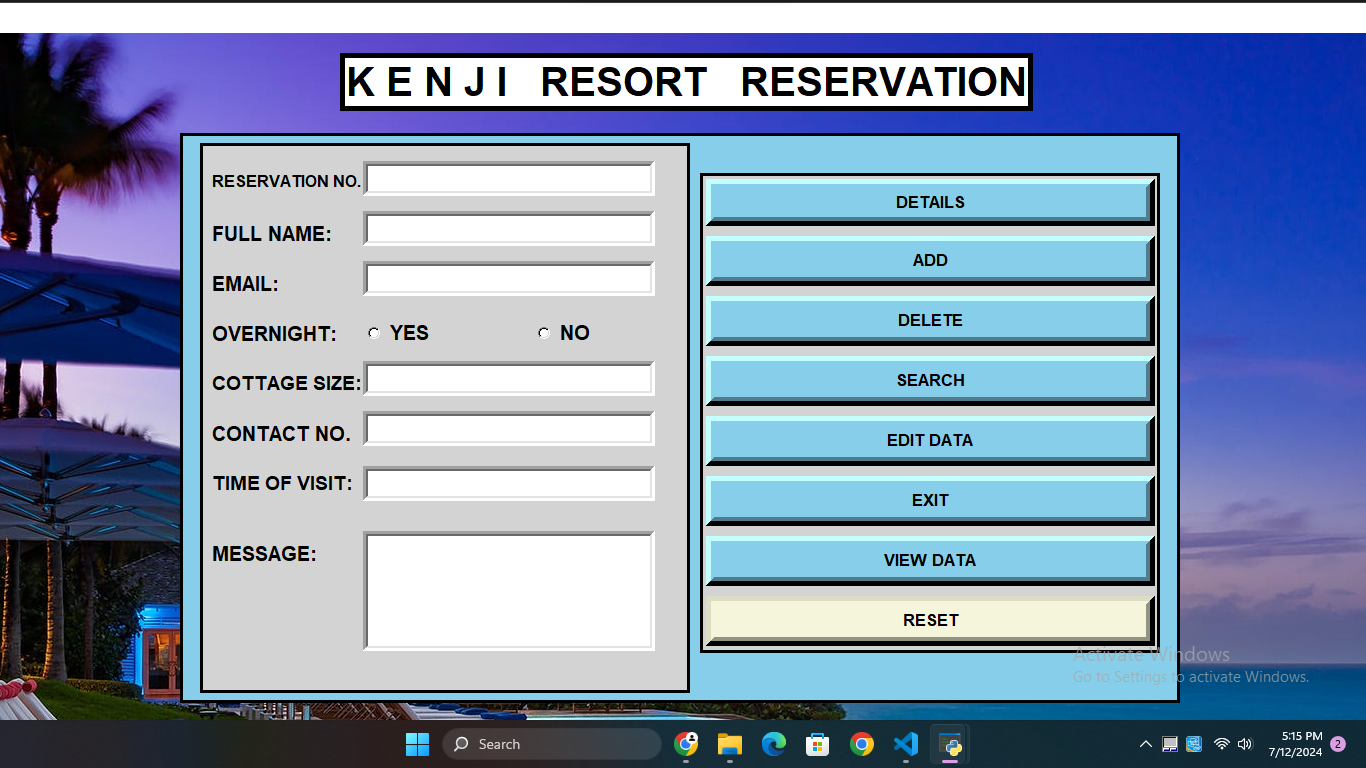 K E N J I RESORT RESERVATION
RESERVATION NO.
FULL NAME:
EMAIL:
OVERNIGHT: YES NO
COTTAGE SIZE:
CONTACT NO.
TIME OF VISIT:
MESSAGE:
DETAILS
ADD
DELETE
SEARCH
EDIT DATA
EXIT
VIEW DATA
RESET
Activate Windows
Go to Settings to activate Windows.
Search
5:15 PM
7/12/2024
2